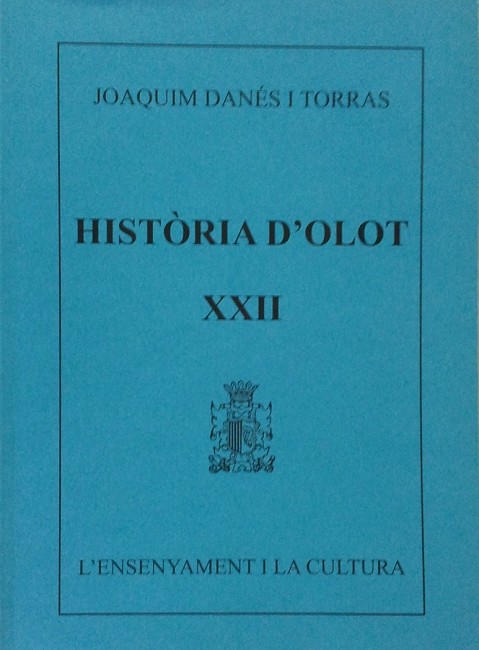 JOAQUIM DANÉS I TORRAS
HISTÒRIA D'OLOT
XXII
L'ENSENYAMENT I LA CULTURA